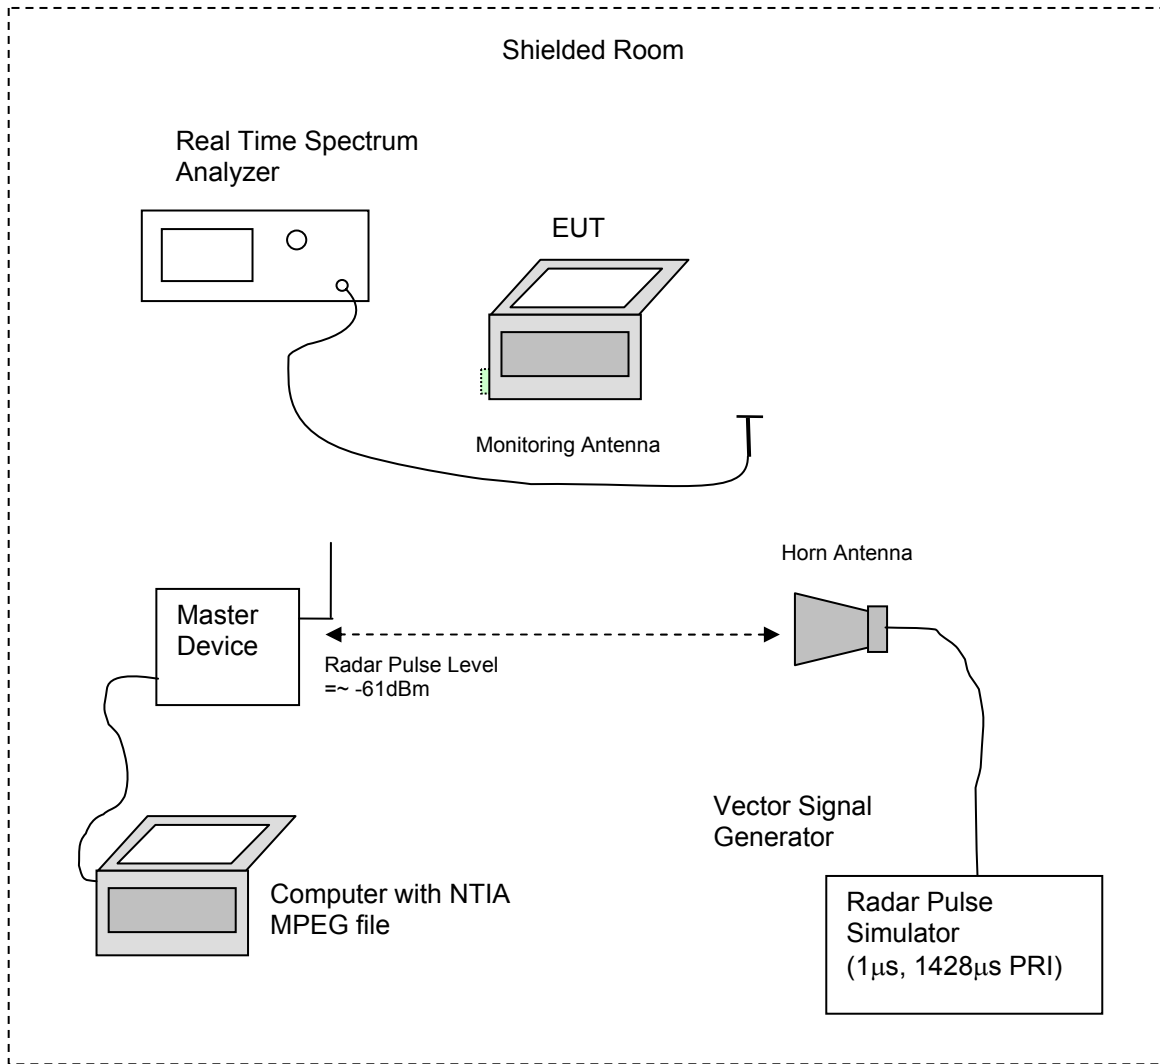 Shielded Room
Real Time Spectrum
Analyzer
EUT
Monitoring Antenna
Horn Antenna
Master
Device
Radar Pulse Level
=~ -61dBm
Vector Signal
Generator
Computer with NTIA
MPEG file
Radar Pulse
Simulator
(1μs, 1428μs PRI)